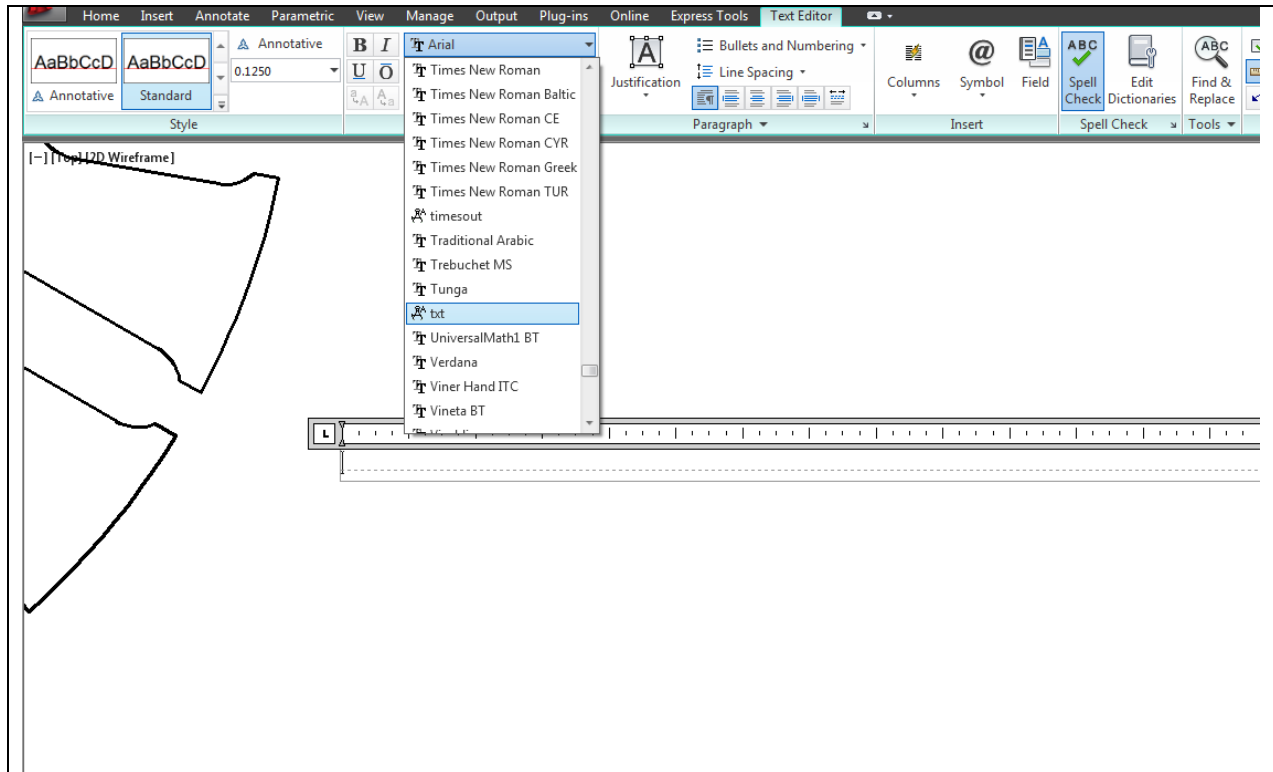 Home Insert Annotate Parametric View Manage Output Plug-ins Online Express Tools Text Editor
AaBbCcD AaBbCcD
Annotative
Standard
Annotative
0.1250
Style
B I
U O
Arial
Times New Roman
Times New Roman Baltic
Times New Roman CE
Times New Roman CYR
Times New Roman Greek
Times New Roman TUR
timesout
Traditional Arabic
Trebuchet MS
Tunga
txt
UniversalMath1 BT
Verdana
Viner Hand ITC
Vineta BT
A
Justification
Bullets and Numbering
Line Spacing
Paragraph
Columns
@
Symbol
Field
Insert
ABC
Spell
Check
Edit
Dictionaries
Spell Check
ABC
Find &
Replace
Tools
[–] [Top] [2D Wireframe]
L